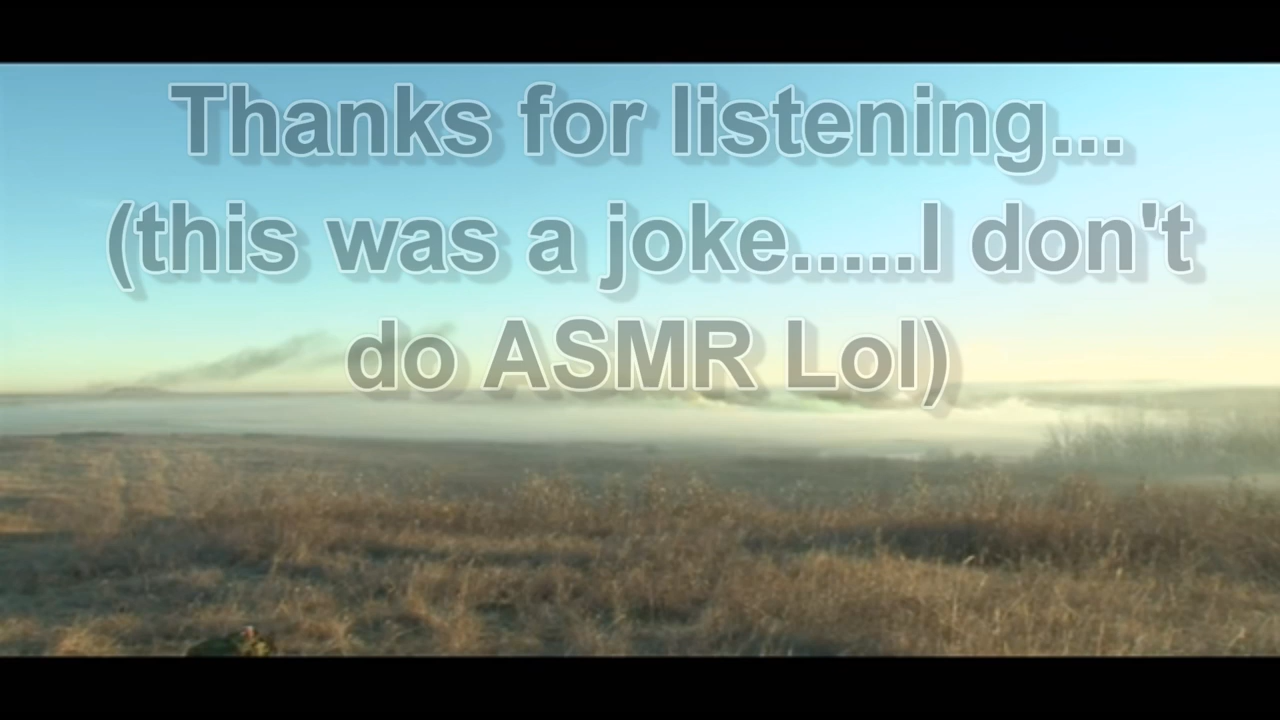 Thanks for listening...
(this was a joke.....I don't
do ASMR Lol)